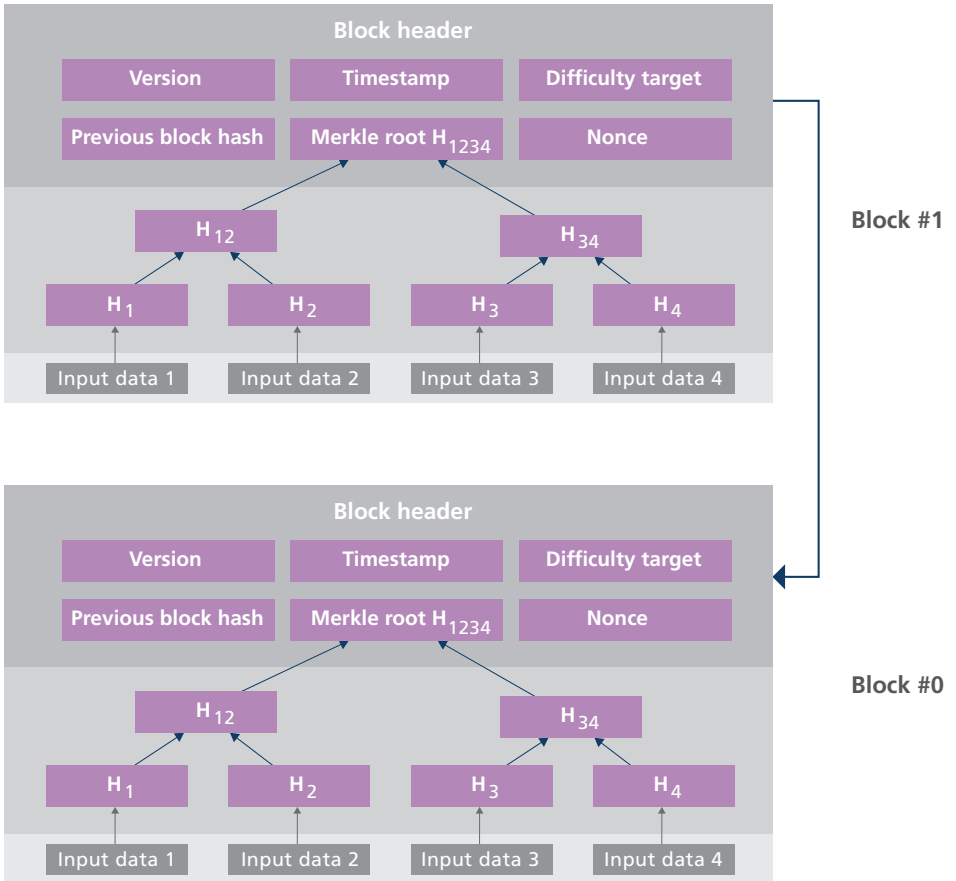 Block header
Version Timestamp Difficulty target
Previous block hash Merkle root H1234 Nonce
H12 H34
H1 H2 H3 H4
Input data 1 Input data 2 Input data 3 Input data 4
Block #1
Block header
Version Timestamp Difficulty target
Previous block hash Merkle root H1234 Nonce
H12 H34
H1 H2 H3 H4
Input data 1 Input data 2 Input data 3 Input data 4
Block #0